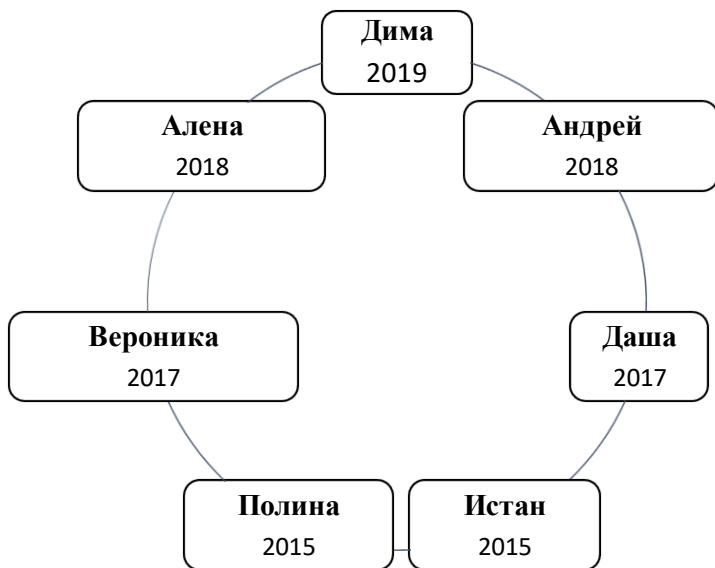 Дима
2019
Алена
2018
Андрей
2018
Вероника
2017
Даша
2017
Полина
2015
Истан
2015